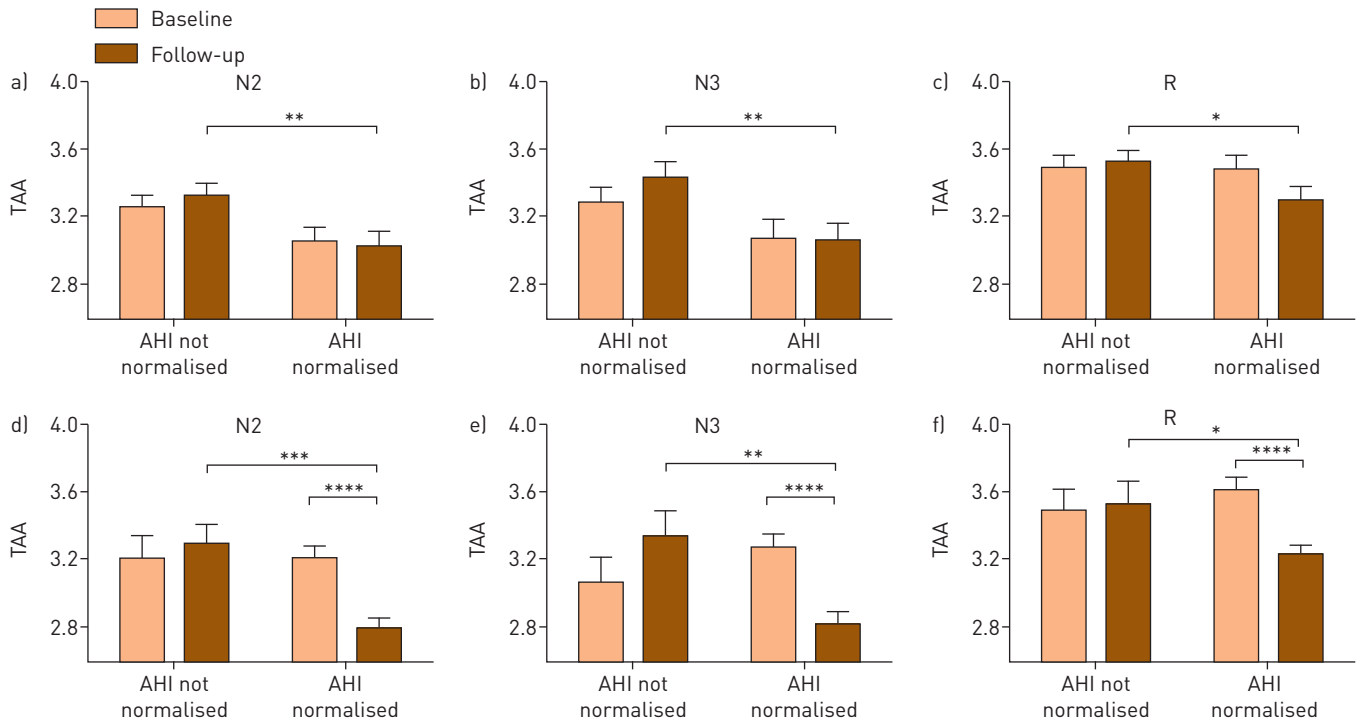 Baseline
Follow-up
a)
N2
4.0
3.6
3.2
2.8
TAA
**
AHI not
normalised
AHI
normalised
b)
N3
4.0
3.6
3.2
2.8
TAA
**
AHI not
normalised
AHI
normalised
c)
R
4.0
3.6
3.2
2.8
TAA
*
AHI not
normalised
AHI
normalised
d)
N2
4.0
3.6
3.2
2.8
TAA
***
****
AHI not
normalised
AHI
normalised
e)
N3
4.0
3.6
3.2
2.8
TAA
**
****
AHI not
normalised
AHI
normalised
f)
R
4.0
3.6
3.2
2.8
TAA
*
****
AHI not
normalised
AHI
normalised